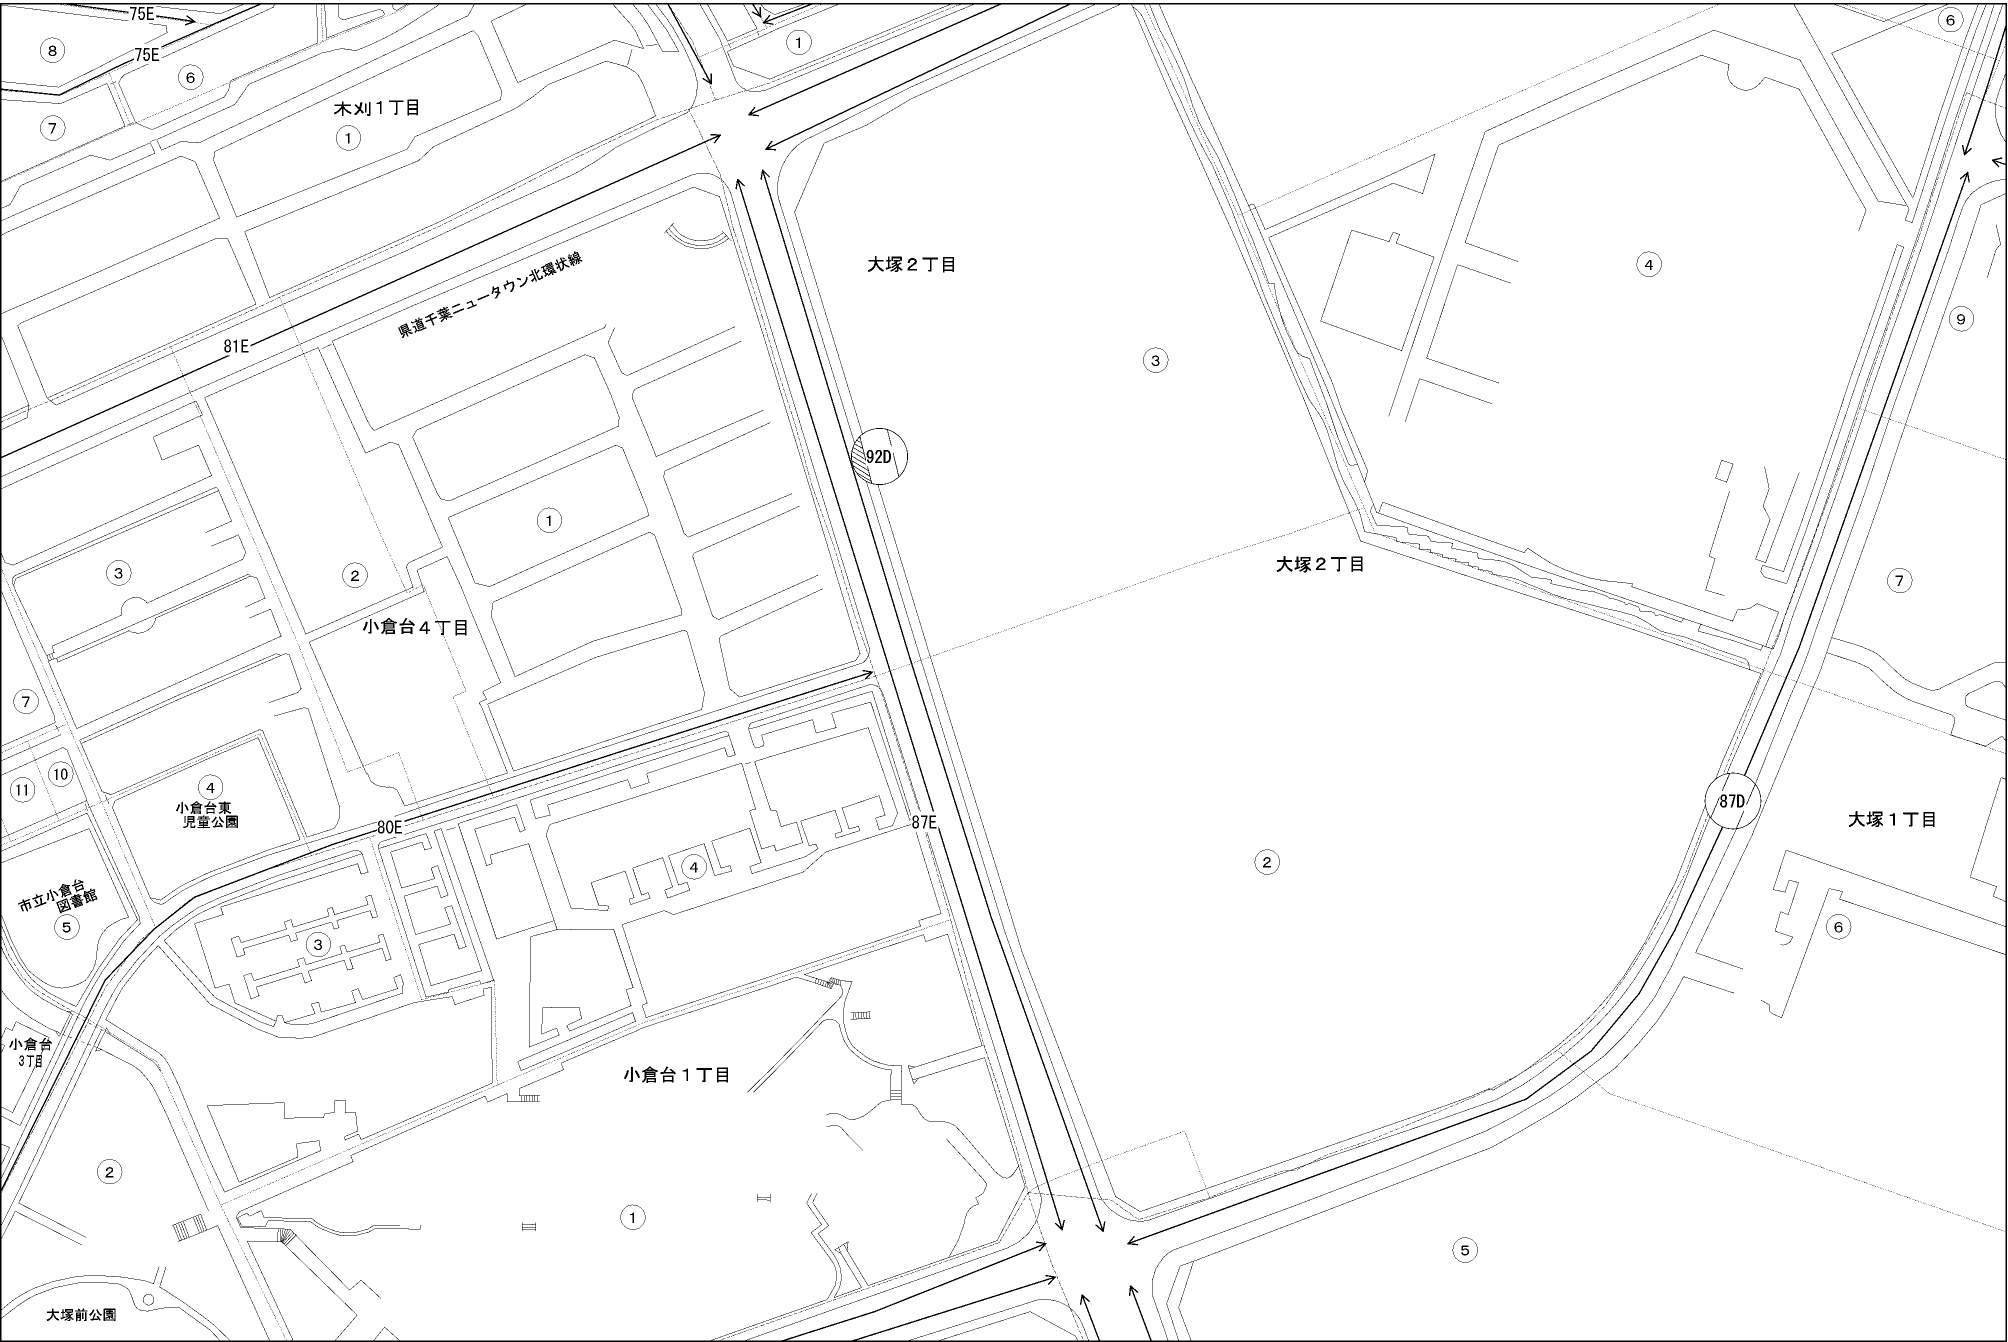 75E
⑧
75E
⑥
①
⑥
木刈1丁目
⑦
①
大塚2丁目
④
県道千葉ニュータウン北環状線
⑨
81E
③
92D
①
大塚2丁目
③
②
⑦
小倉台4丁目
⑦
⑩
⑪
④
小倉台東
児童公園
80E
87E
87D
大塚1丁目
②
④
市立小倉台
図書館
⑤
③
⑥
小倉台
3丁目
小倉台1丁目
②
①
⑤
大塚前公園